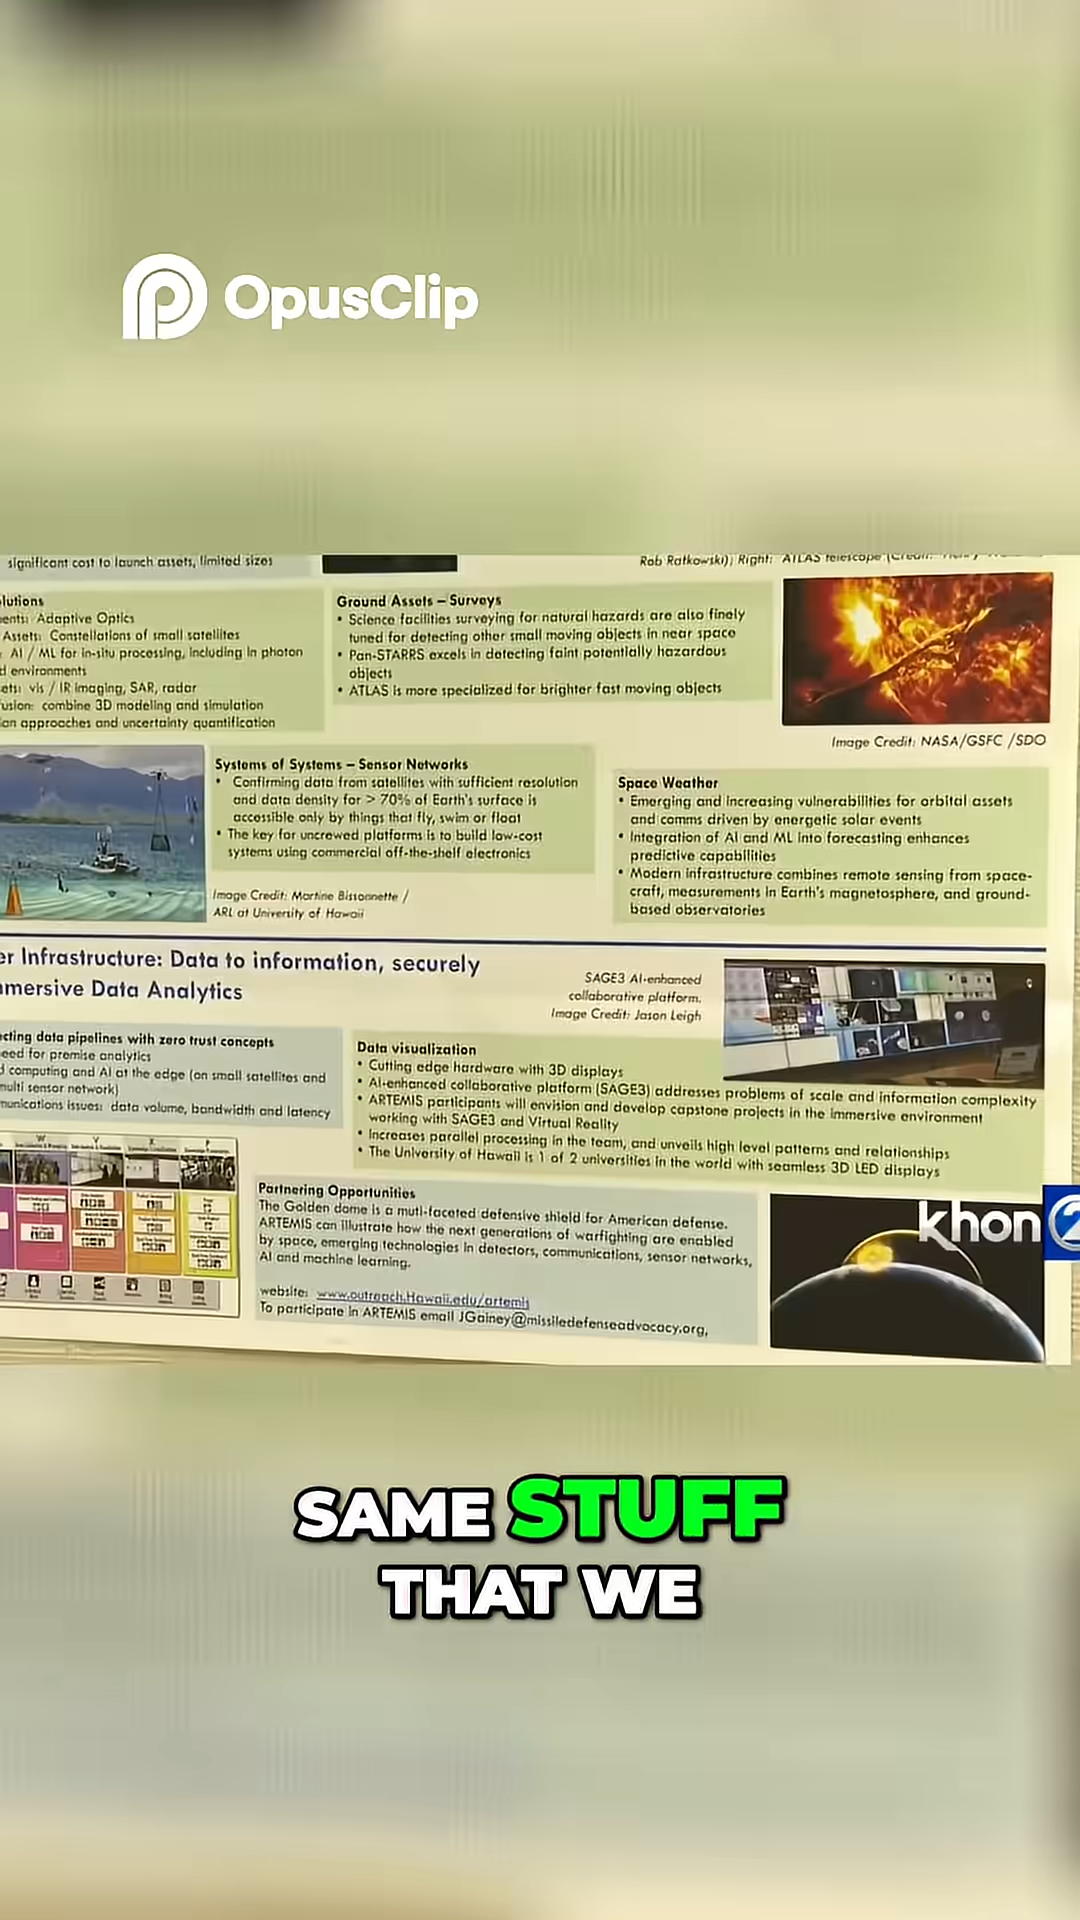 OpusClip
significant cost to launch assets, limited sizes
Rob Ratkowski); Right: ATLAS telescope (Credit:
lutions
ents: Adaptive Optics
Assets: Constellations of small satellites
AI / ML for in-situ processing, including in photon
d environments
ets: vis / IR imaging, SAR, radar
usion: combine 3D modeling and simulation
an approaches and uncertainty quantification
Ground Assets – Surveys
• Science facilities surveying for natural hazards are also finely
tuned for detecting other small moving objects in near space
• Pan-STARRS excels in detecting faint potentially hazardous
objects
• ATLAS is more specialized for brighter fast moving objects
Image Credit: NASA/GSFC /SDO
Systems of Systems – Sensor Networks
• Confirming data from satellites with sufficient resolution
and data density for > 70% of Earth's surface is
accessible only by things that fly, swim or float
• The key for uncrewed platforms is to build low-cost
systems using commercial off-the-shelf electronics
Image Credit: Martine Bissonnette /
ARL at University of Hawaii
Space Weather
• Emerging and increasing vulnerabilities for orbital assets
and comms driven by energetic solar events
• Integration of AI and ML into forecasting enhances
predictive capabilities
• Modern infrastructure combines remote sensing from space-
craft, measurements in Earth's magnetosphere, and ground-
based observatories
er Infrastructure: Data to information, securely
mmersive Data Analytics
SAGE3 AI-enhanced
collaborative platform.
Image Credit: Jason Leigh
cting data pipelines with zero trust concepts
eed for premise analytics
d computing and AI at the edge (on small satellites and
multi sensor network)
munications issues: data volume, bandwidth and latency
Data visualization
• Cutting edge hardware with 3D displays
• AI-enhanced collaborative platform (SAGE3) addresses problems of scale and information complexity
• ARTEMIS participants will envision and develop capstone projects in the immersive environment
working with SAGE3 and Virtual Reality
• Increases parallel processing in the team, and unveils high level patterns and relationships
• The University of Hawaii is 1 of 2 universities in the world with seamless 3D LED displays
Partnering Opportunities
The Golden dome is a mutl-faceted defensive shield for American defense.
ARTEMIS can illustrate how the next generations of warfighting are enabled
by space, emerging technologies in detectors, communications, sensor networks,
AI and machine learning.
website: www.outreach.Hawaii.edu/artemis
To participate in ARTEMIS email JGainey@missiledefenseadvocacy.org,
khon 2
SAME STUFF
THAT WE